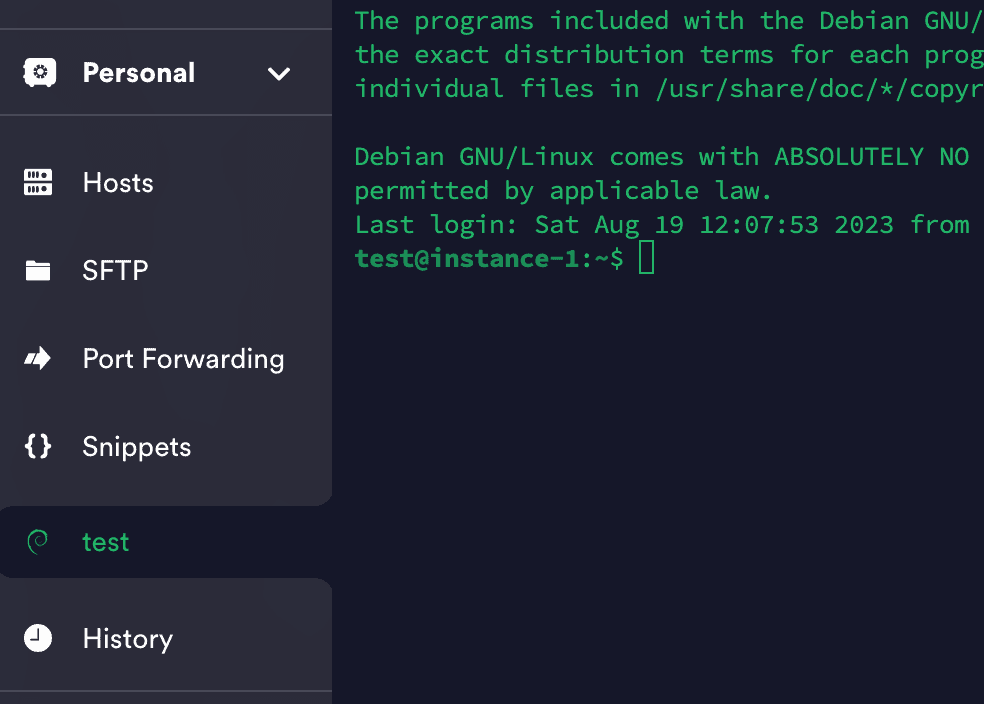 Personal
Hosts
SFTP
Port Forwarding
Snippets
test
History
The programs included with the Debian GNU/
the exact distribution terms for each prog
individual files in /usr/share/doc/*/copyr
Debian GNU/Linux comes with ABSOLUTELY NO
permitted by applicable law.
Last login: Sat Aug 19 12:07:53 2023 from
test@instance-1:~$